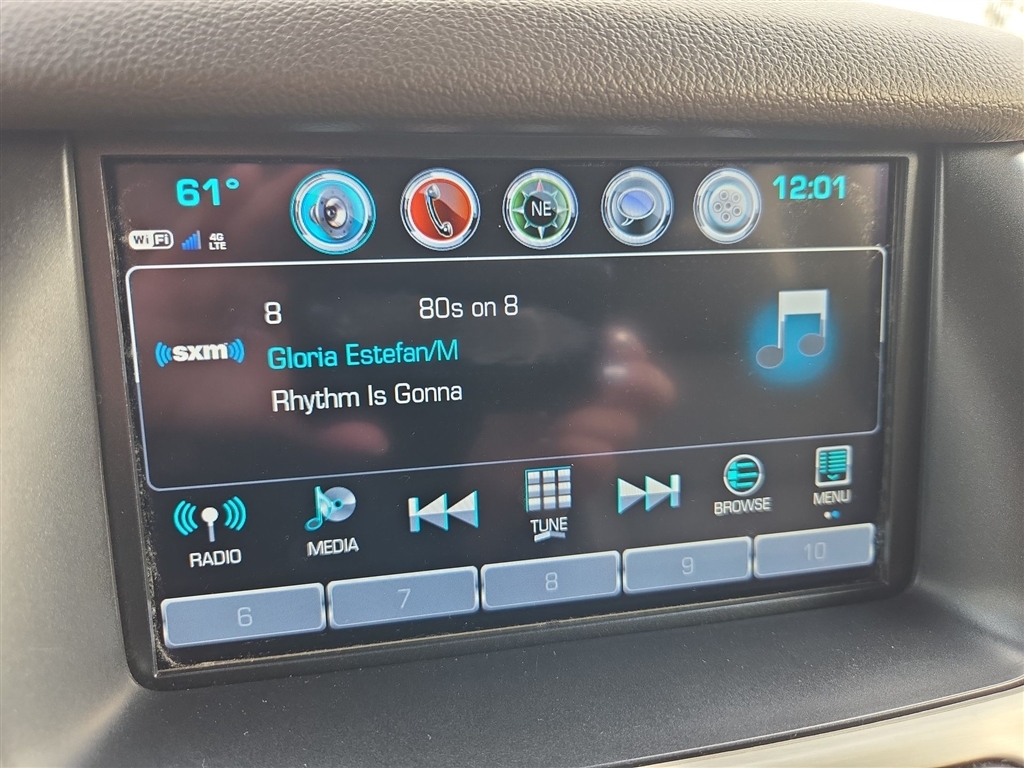 61°
NE
12:01
WiFi
4G
LTE
8
80s on 8
sxm
Gloria Estefan/M
Rhythm Is Gonna
RADIO
MEDIA
TUNE
BROWSE
MENU
6
7
8
9
10